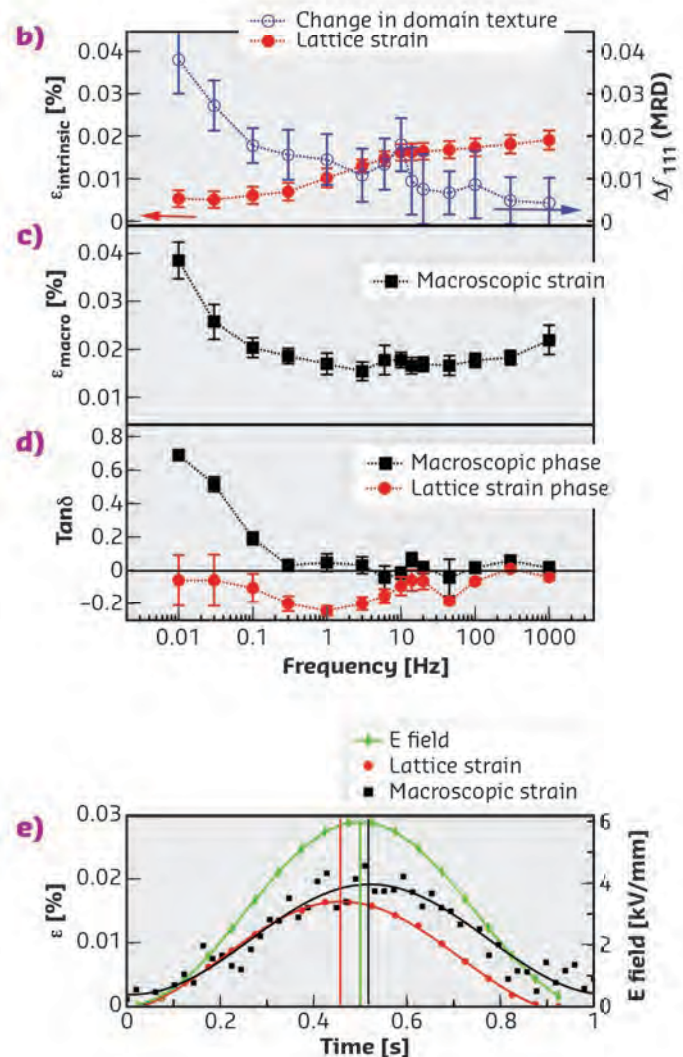 b)
Change in domain texture
Lattice strain
0.04
0.03
0.02
0.01
0
εintrinsic [%]
0.04
0.03
0.02
0.01
0
Δf111 (MRD)
c)
Macroscopic strain
0.04
0.03
0.02
0.01
εmacro [%]
d)
Macroscopic phase
Lattice strain phase
0.8
0.6
0.4
0.2
0
−0.2
Tanδ
0.01 0.1 1 10 100 1000
Frequency [Hz]
E field
Lattice strain
Macroscopic strain
e)
0.03
0.02
0.01
0
ε [%]
6
4
2
0
E field [kV/mm]
0 0.2 0.4 0.6 0.8 1
Time [s]